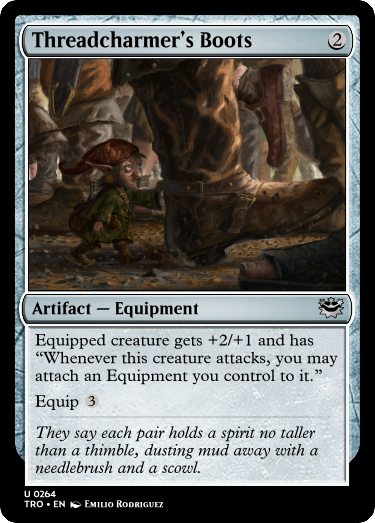 Threadcharmer's Boots 2
Artifact — Equipment
Equipped creature gets +2/+1 and has
“Whenever this creature attacks, you may
attach an Equipment you control to it.”
Equip 3
They say each pair holds a spirit no taller
than a thimble, dusting mud away with a
needlebrush and a scowl.
U 0264
TRO • EN Emilio Rodriguez